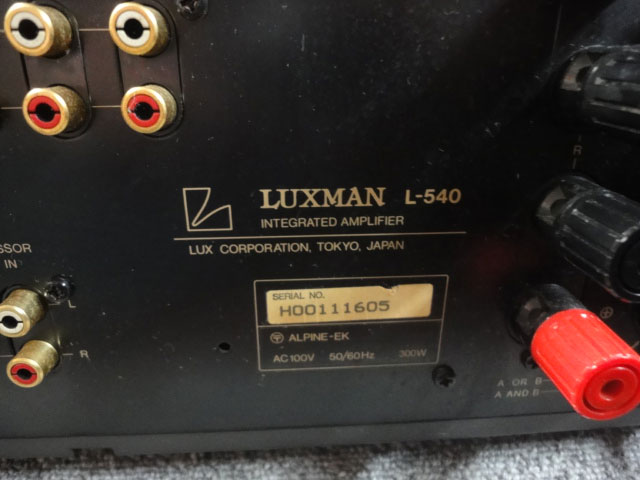 R
LUXMAN L-540
INTEGRATED AMPLIFIER
LUX CORPORATION, TOKYO, JAPAN
SSOR
IN
L
R
SERIAL NO.
H00111605
ALPINE-EK
AC100V 50/60Hz 300W
A OR B
A AND B